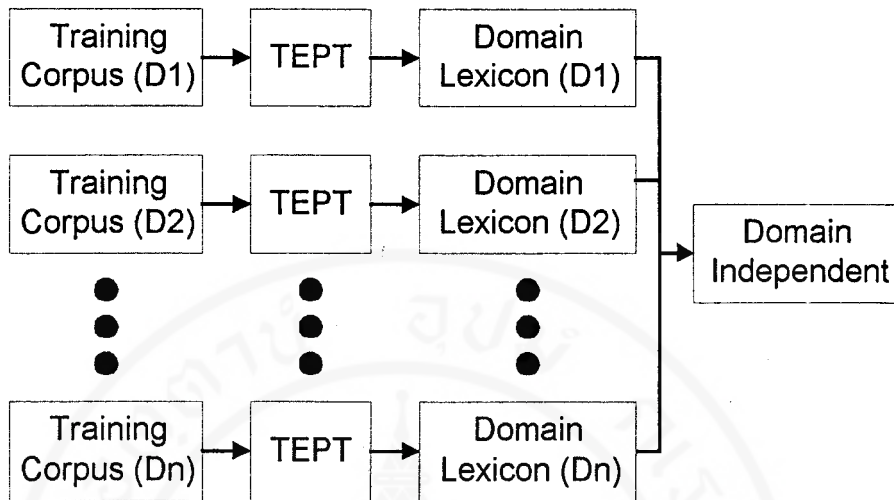 Training
Corpus (D1)
TEPT
Domain
Lexicon (D1)
Training
Corpus (D2)
TEPT
Domain
Lexicon (D2)
Domain
Independent
Training
Corpus (Dn)
TEPT
Domain
Lexicon (Dn)